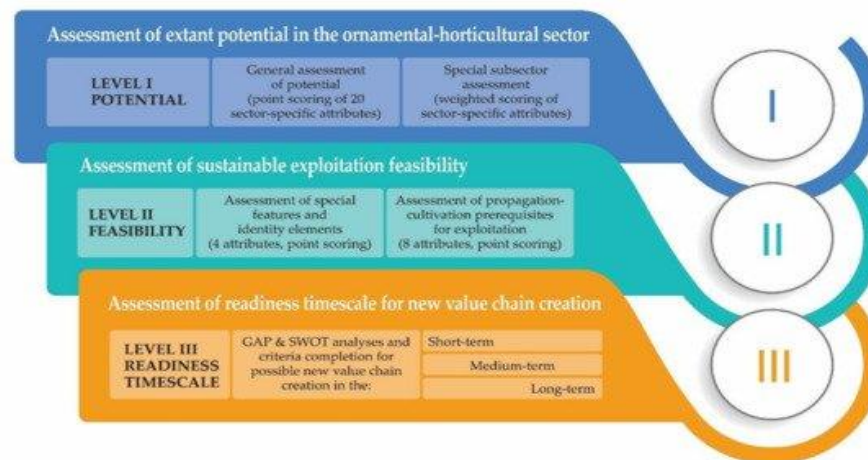 Assessment of extant potential in the ornamental-horticultural sector
LEVEL I
POTENTIAL
General assessment
of potential
(point scoring of 20
sector-specific attributes)
Special subsector
assessment
(weighted scoring of
sector-specific attributes)
I
Assessment of sustainable exploitation feasibility
LEVEL II
FEASIBILITY
Assessment of special
features and
identity elements
(4 attributes, point scoring)
Assessment of propagation-
cultivation prerequisites
for exploitation
(8 attributes, point scoring)
II
Assessment of readiness timescale for new value chain creation
LEVEL III
READINESS
TIMESCALE
GAP & SWOT analyses and
criteria completion for
possible new value chain
creation in the:
Short-term
Medium-term
Long-term
III